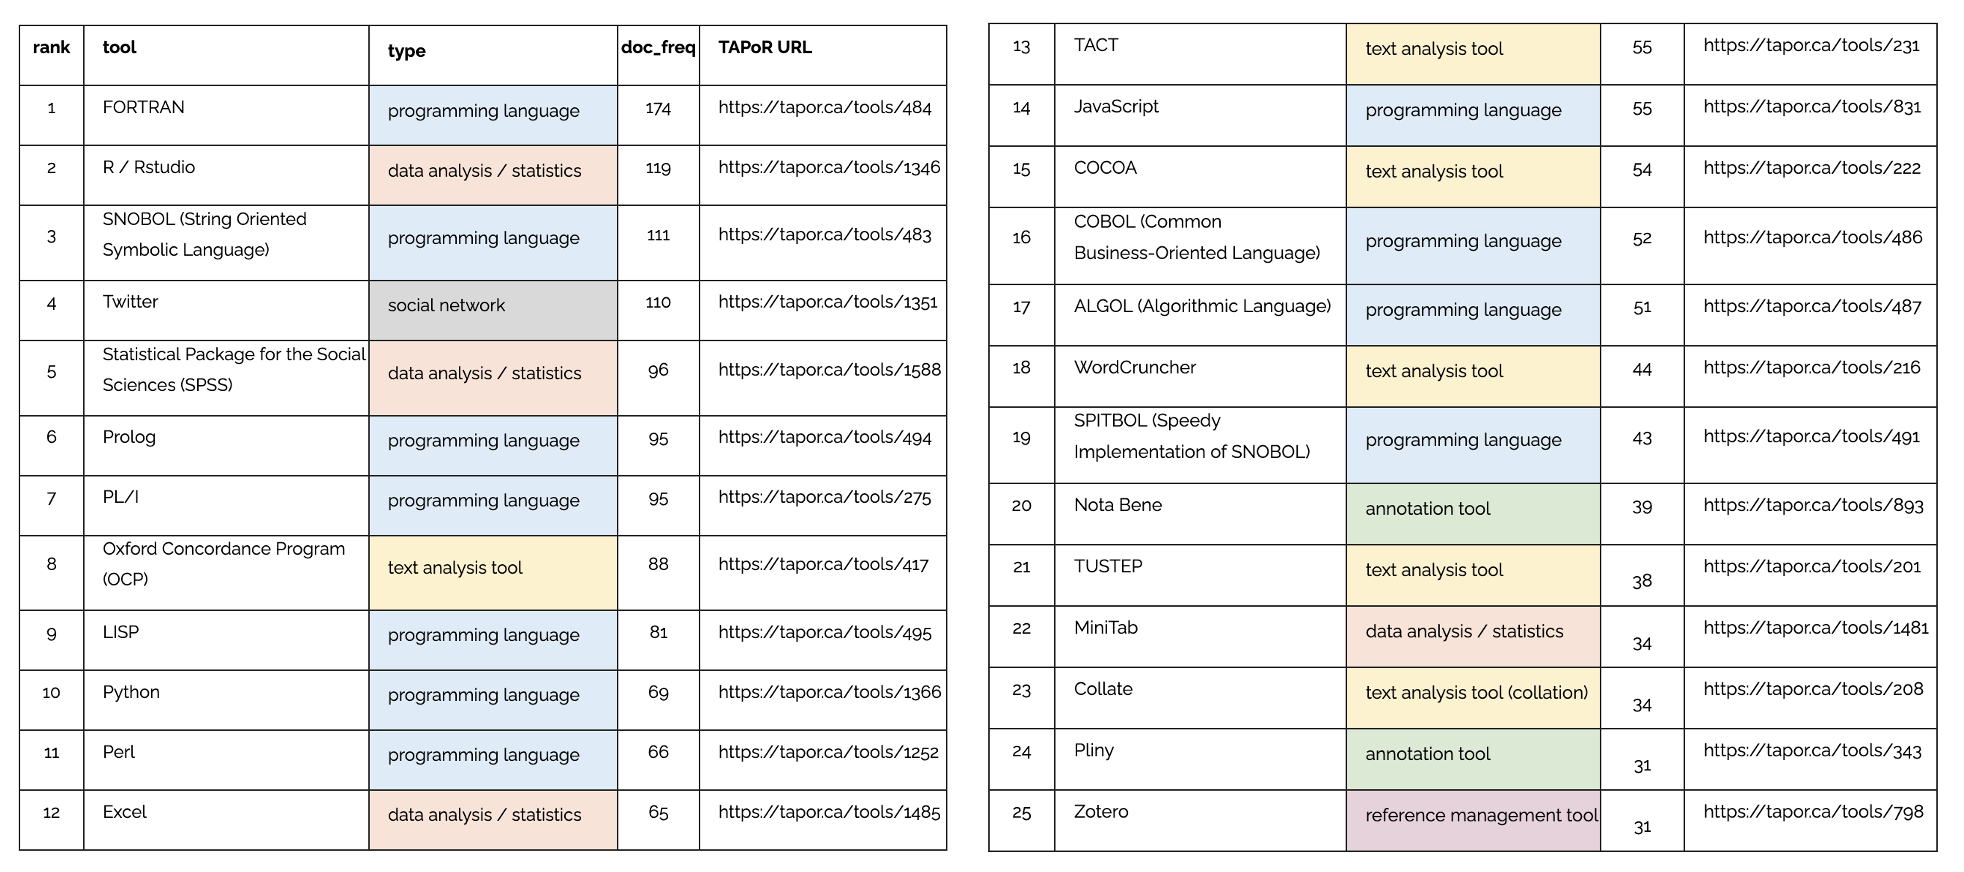 rank tool type doc_freq TAPoR URL
1 FORTRAN programming language 174 https://tapor.ca/tools/484
2 R / Rstudio data analysis / statistics 119 https://tapor.ca/tools/1346
3 SNOBOL (String Oriented
Symbolic Language) programming language 111 https://tapor.ca/tools/483
4 Twitter social network 110 https://tapor.ca/tools/1351
5 Statistical Package for the Social
Sciences (SPSS) data analysis / statistics 96 https://tapor.ca/tools/1588
6 Prolog programming language 95 https://tapor.ca/tools/494
7 PL/I programming language 95 https://tapor.ca/tools/275
8 Oxford Concordance Program
(OCP) text analysis tool 88 https://tapor.ca/tools/417
9 LISP programming language 81 https://tapor.ca/tools/495
10 Python programming language 69 https://tapor.ca/tools/1366
11 Perl programming language 66 https://tapor.ca/tools/1252
12 Excel data analysis / statistics 65 https://tapor.ca/tools/1485
13 TACT text analysis tool 55 https://tapor.ca/tools/231
14 JavaScript programming language 55 https://tapor.ca/tools/831
15 COCOA text analysis tool 54 https://tapor.ca/tools/222
16 COBOL (Common
Business-Oriented Language) programming language 52 https://tapor.ca/tools/486
17 ALGOL (Algorithmic Language) programming language 51 https://tapor.ca/tools/487
18 WordCruncher text analysis tool 44 https://tapor.ca/tools/216
19 SPITBOL (Speedy
Implementation of SNOBOL) programming language 43 https://tapor.ca/tools/491
20 Nota Bene annotation tool 39 https://tapor.ca/tools/893
21 TUSTEP text analysis tool 38 https://tapor.ca/tools/201
22 MiniTab data analysis / statistics 34 https://tapor.ca/tools/1481
23 Collate text analysis tool (collation) 34 https://tapor.ca/tools/208
24 Pliny annotation tool 31 https://tapor.ca/tools/343
25 Zotero reference management tool 31 https://tapor.ca/tools/798